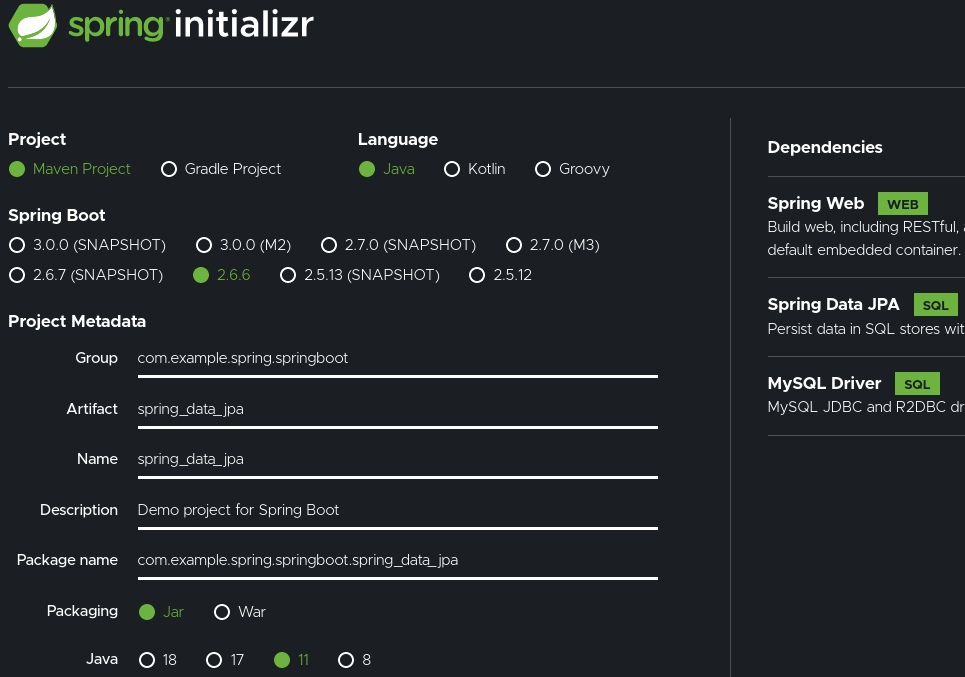 spring initializr
Project
Maven Project Gradle Project
Language
Java Kotlin Groovy
Spring Boot
3.0.0 (SNAPSHOT) 3.0.0 (M2) 2.7.0 (SNAPSHOT) 2.7.0 (M3)
2.6.7 (SNAPSHOT) 2.6.6 2.5.13 (SNAPSHOT) 2.5.12
Project Metadata
Group com.example.spring.springboot
Artifact spring_data_jpa
Name spring_data_jpa
Description Demo project for Spring Boot
Package name com.example.spring.springboot.spring_data_jpa
Packaging Jar War
Java 18 17 11 8
Dependencies
Spring Web WEB
Build web, including RESTful,
default embedded container.
Spring Data JPA SQL
Persist data in SQL stores wit
MySQL Driver SQL
MySQL JDBC and R2DBC dr